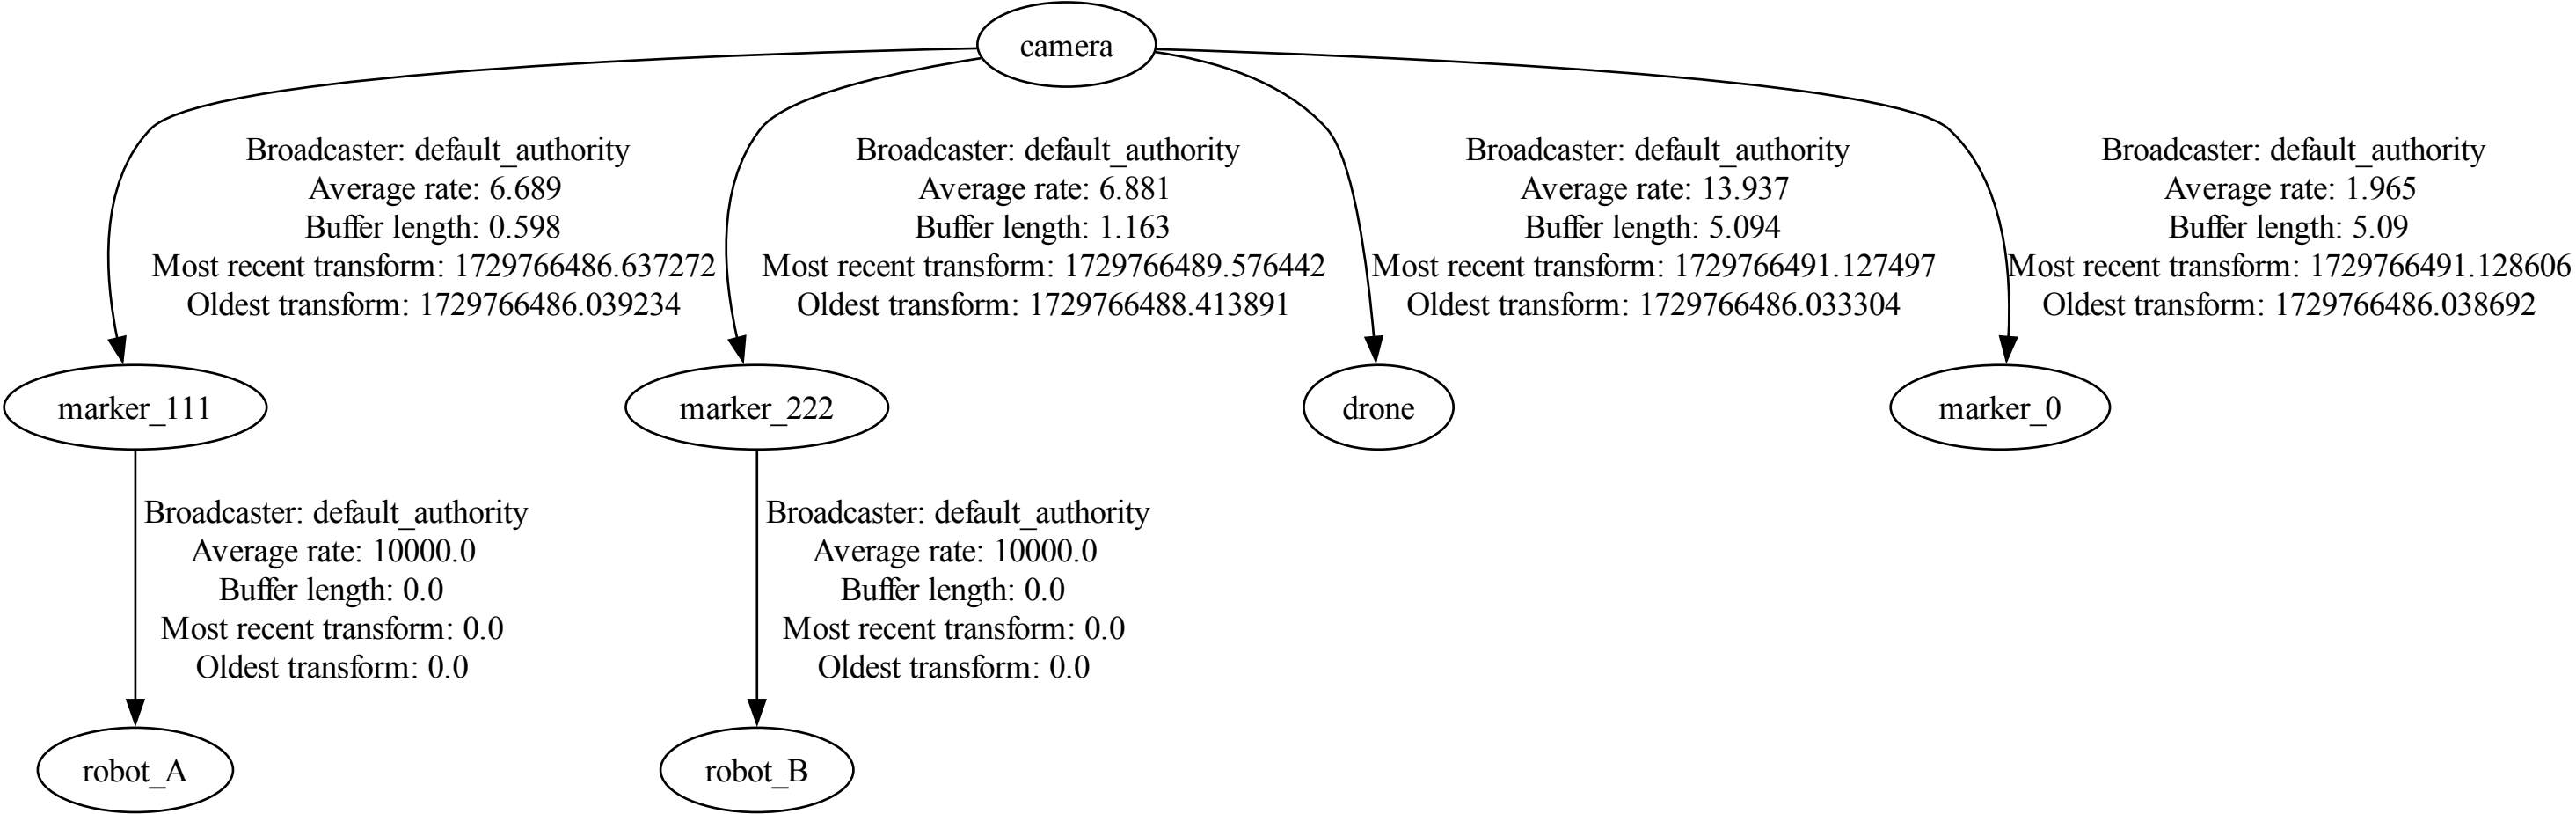 camera
Broadcaster: default_authority
Average rate: 6.689
Buffer length: 0.598
Most recent transform: 1729766486.637272
Oldest transform: 1729766486.039234
Broadcaster: default_authority
Average rate: 6.881
Buffer length: 1.163
Most recent transform: 1729766489.576442
Oldest transform: 1729766488.413891
Broadcaster: default_authority
Average rate: 13.937
Buffer length: 5.094
Most recent transform: 1729766491.127497
Oldest transform: 1729766486.033304
Broadcaster: default_authority
Average rate: 1.965
Buffer length: 5.09
Most recent transform: 1729766491.128606
Oldest transform: 1729766486.038692
marker_111
marker_222
drone
marker_0
Broadcaster: default_authority
Average rate: 10000.0
Buffer length: 0.0
Most recent transform: 0.0
Oldest transform: 0.0
Broadcaster: default_authority
Average rate: 10000.0
Buffer length: 0.0
Most recent transform: 0.0
Oldest transform: 0.0
robot_A
robot_B